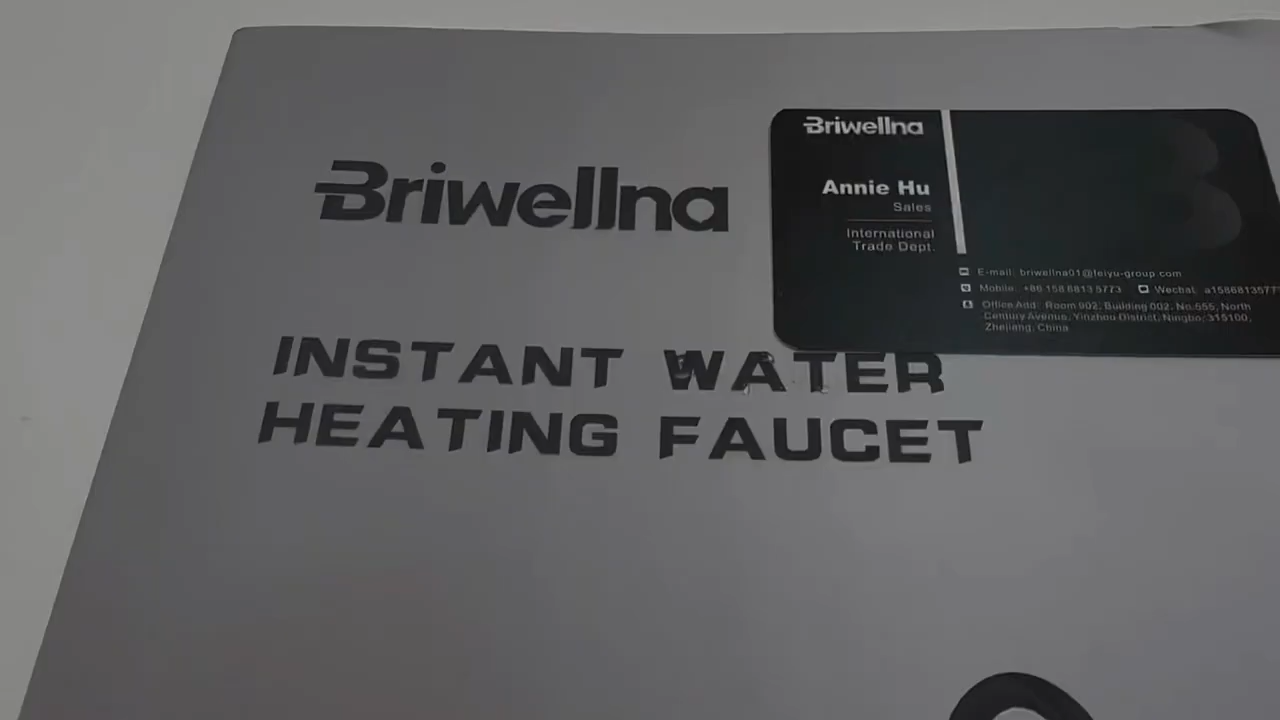 Briwellna
INSTANT WATER
HEATING FAUCET
Briwellna
Annie Hu
Sales
International
Trade Dept.
E-mail: briwellna01@feiyu-group.com
Mobile: +86 158 6813 5773
Wechat: a1586813577
Office Add: Room 902, Building 002, No.555, North
Century Avenue, Yinzhou District, Ningbo, 315100,
Zhejiang, China